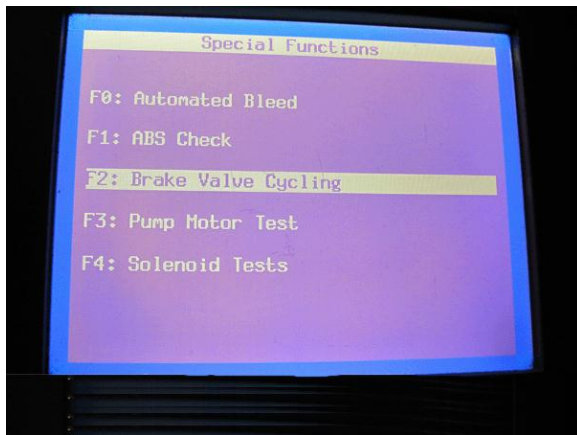 Special Functions
F0: Automated Bleed
F1: ABS Check
F2: Brake Valve Cycling
F3: Pump Motor Test
F4: Solenoid Tests